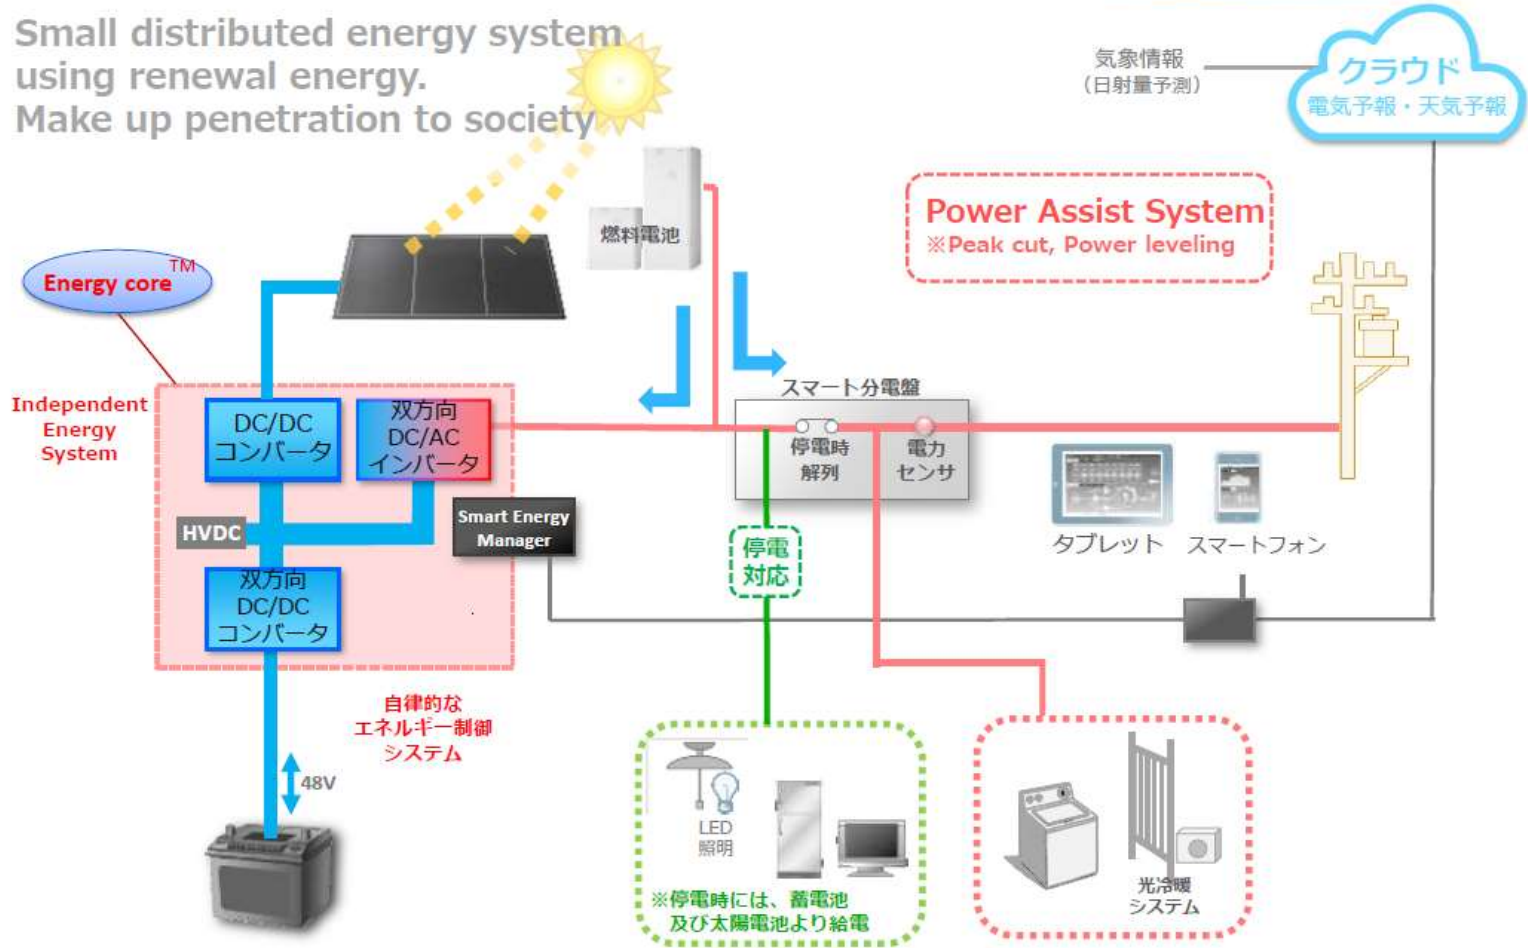 Small distributed energy system
using renewal energy.
Make up penetration to society
気象情報
（日射量予測）
クラウド
電気予報・天気予報
燃料電池
Power Assist System
※Peak cut, Power leveling
Energy core TM
Independent
Energy
System
DC/DC
コンバータ
双方向
DC/AC
インバータ
スマート分電盤
停電時
解列
電力
センサ
HVDC
Smart Energy
Manager
停電
対応
タブレット
スマートフォン
双方向
DC/DC
コンバータ
自律的な
エネルギー制御
システム
48V
LED
照明
※停電時には、蓄電池
及び太陽電池より給電
光冷暖
システム